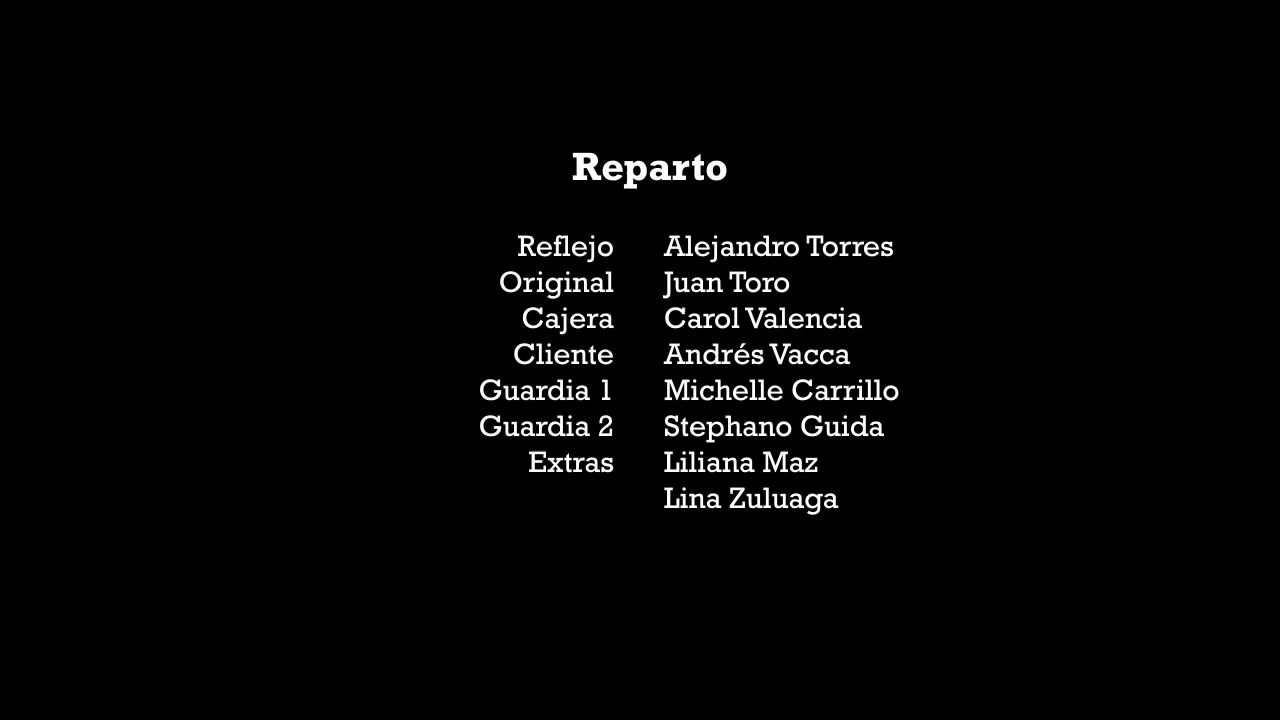 Reparto
Reflejo Alejandro Torres
Original Juan Toro
Cajera Carol Valencia
Cliente Andrés Vacca
Guardia 1 Michelle Carrillo
Guardia 2 Stephano Guida
Extras Liliana Maz
Lina Zuluaga